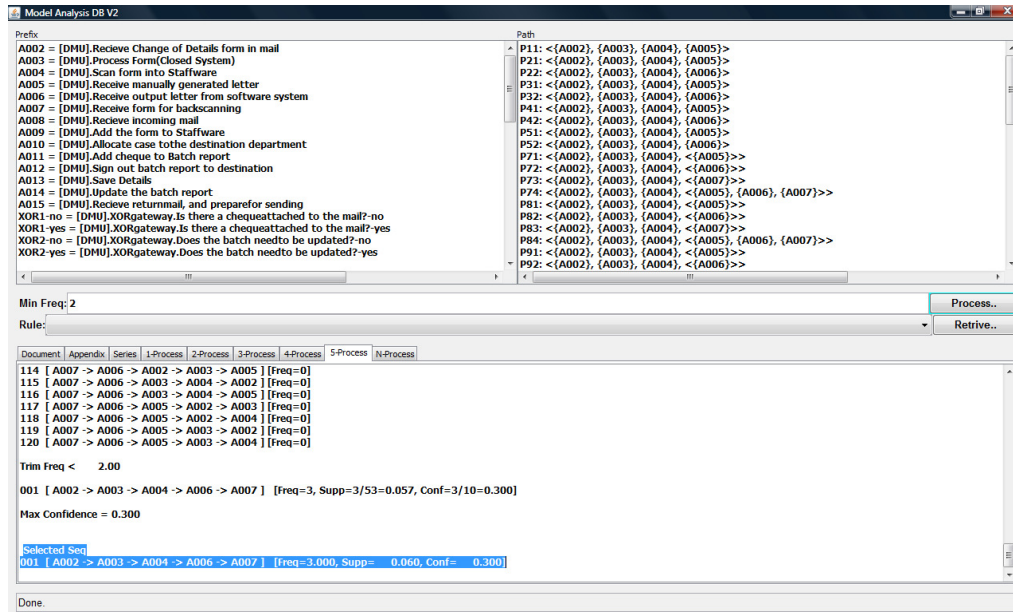 Model Analysis DB V2
Prefix
A002 = [DMU].Recieve Change of Details form in mail
A003 = [DMU].Process Form(Closed System)
A004 = [DMU].Scan form into Staffware
A005 = [DMU].Receive manually generated letter
A006 = [DMU].Receive output letter from software system
A007 = [DMU].Receive form for backscanning
A008 = [DMU].Receive incoming mail
A009 = [DMU].Add the form to Staffware
A010 = [DMU].Allocate case tothe destination department
A011 = [DMU].Add cheque to Batch report
A012 = [DMU].Sign out batch report to destination
A013 = [DMU].Save Details
A014 = [DMU].Update the batch report
A015 = [DMU].Recieve returnmail, and preparefor sending
XOR1-no = [DMU].XORgateway.Is there a chequeattached to the mail?-no
XOR1-yes = [DMU].XORgateway.Is there a chequeattached to the mail?-yes
XOR2-no = [DMU].XORgateway.Does the batch needto be updated?-no
XOR2-yes = [DMU].XORgateway.Does the batch needto be updated?-yes
Path
P11: <{A002}, {A003}, {A004}, {A005}>
P21: <{A002}, {A003}, {A004}, {A005}>
P22: <{A002}, {A003}, {A004}, {A006}>
P31: <{A002}, {A003}, {A004}, {A005}>
P32: <{A002}, {A003}, {A004}, {A006}>
P41: <{A002}, {A003}, {A004}, {A005}>
P42: <{A002}, {A003}, {A004}, {A006}>
P51: <{A002}, {A003}, {A004}, {A005}>
P52: <{A002}, {A003}, {A004}, {A006}>
P71: <{A002}, {A003}, {A004}, <{A005}>>
P72: <{A002}, {A003}, {A004}, <{A006}>>
P73: <{A002}, {A003}, {A004}, <{A007}>>
P74: <{A002}, {A003}, {A004}, <{A005}, {A006}, {A007}>>
P81: <{A002}, {A003}, {A004}, <{A005}>>
P82: <{A002}, {A003}, {A004}, <{A006}>>
P83: <{A002}, {A003}, {A004}, <{A007}>>
P84: <{A002}, {A003}, {A004}, <{A005}, {A006}, {A007}>>
P91: <{A002}, {A003}, {A004}, <{A005}>>
P92: <{A002}, {A003}, {A004}, <{A006}>>
Min Freq: 2
Process..
Rule:
Retrive..
Document Appendix Series 1-Process 2-Process 3-Process 4-Process 5-Process N-Process
114 [ A007 -> A006 -> A002 -> A003 -> A005 ] [Freq=0]
115 [ A007 -> A006 -> A003 -> A004 -> A002 ] [Freq=0]
116 [ A007 -> A006 -> A003 -> A004 -> A005 ] [Freq=0]
117 [ A007 -> A006 -> A005 -> A002 -> A003 ] [Freq=0]
118 [ A007 -> A006 -> A005 -> A002 -> A004 ] [Freq=0]
119 [ A007 -> A006 -> A005 -> A003 -> A002 ] [Freq=0]
120 [ A007 -> A006 -> A005 -> A003 -> A004 ] [Freq=0]
Trim Freq < 2.00
001 [ A002 -> A003 -> A004 -> A006 -> A007 ] [Freq=3, Supp=3/53=0.057, Conf=3/10=0.300]
Max Confidence = 0.300
Selected Seq
001 [ A002 -> A003 -> A004 -> A006 -> A007 ] [Freq=3.000, Supp= 0.060, Conf= 0.300]
Done.